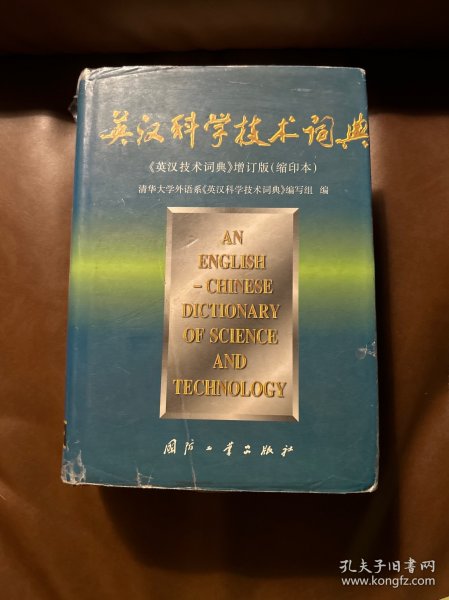 英汉科学技术词典
《英汉技术词典》增订版(缩印本)
清华大学外语系《英汉科学技术词典》编写组 编
AN
ENGLISH
-CHINESE
DICTIONARY
OF SCIENCE
AND
TECHNOLOGY
国防工业出版社
孔夫子旧书网
www.kongfz.com